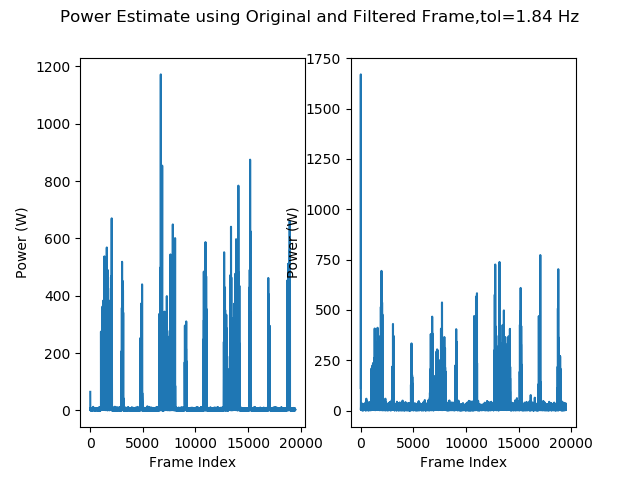 Power Estimate using Original and Filtered Frame,tol=1.84 Hz
1200
1000
800
600
400
200
0
Power (W)
0 5000 10000 15000 20000
Frame Index
1750
1500
1250
1000
750
500
250
0
Power (W)
0 5000 10000 15000 20000
Frame Index